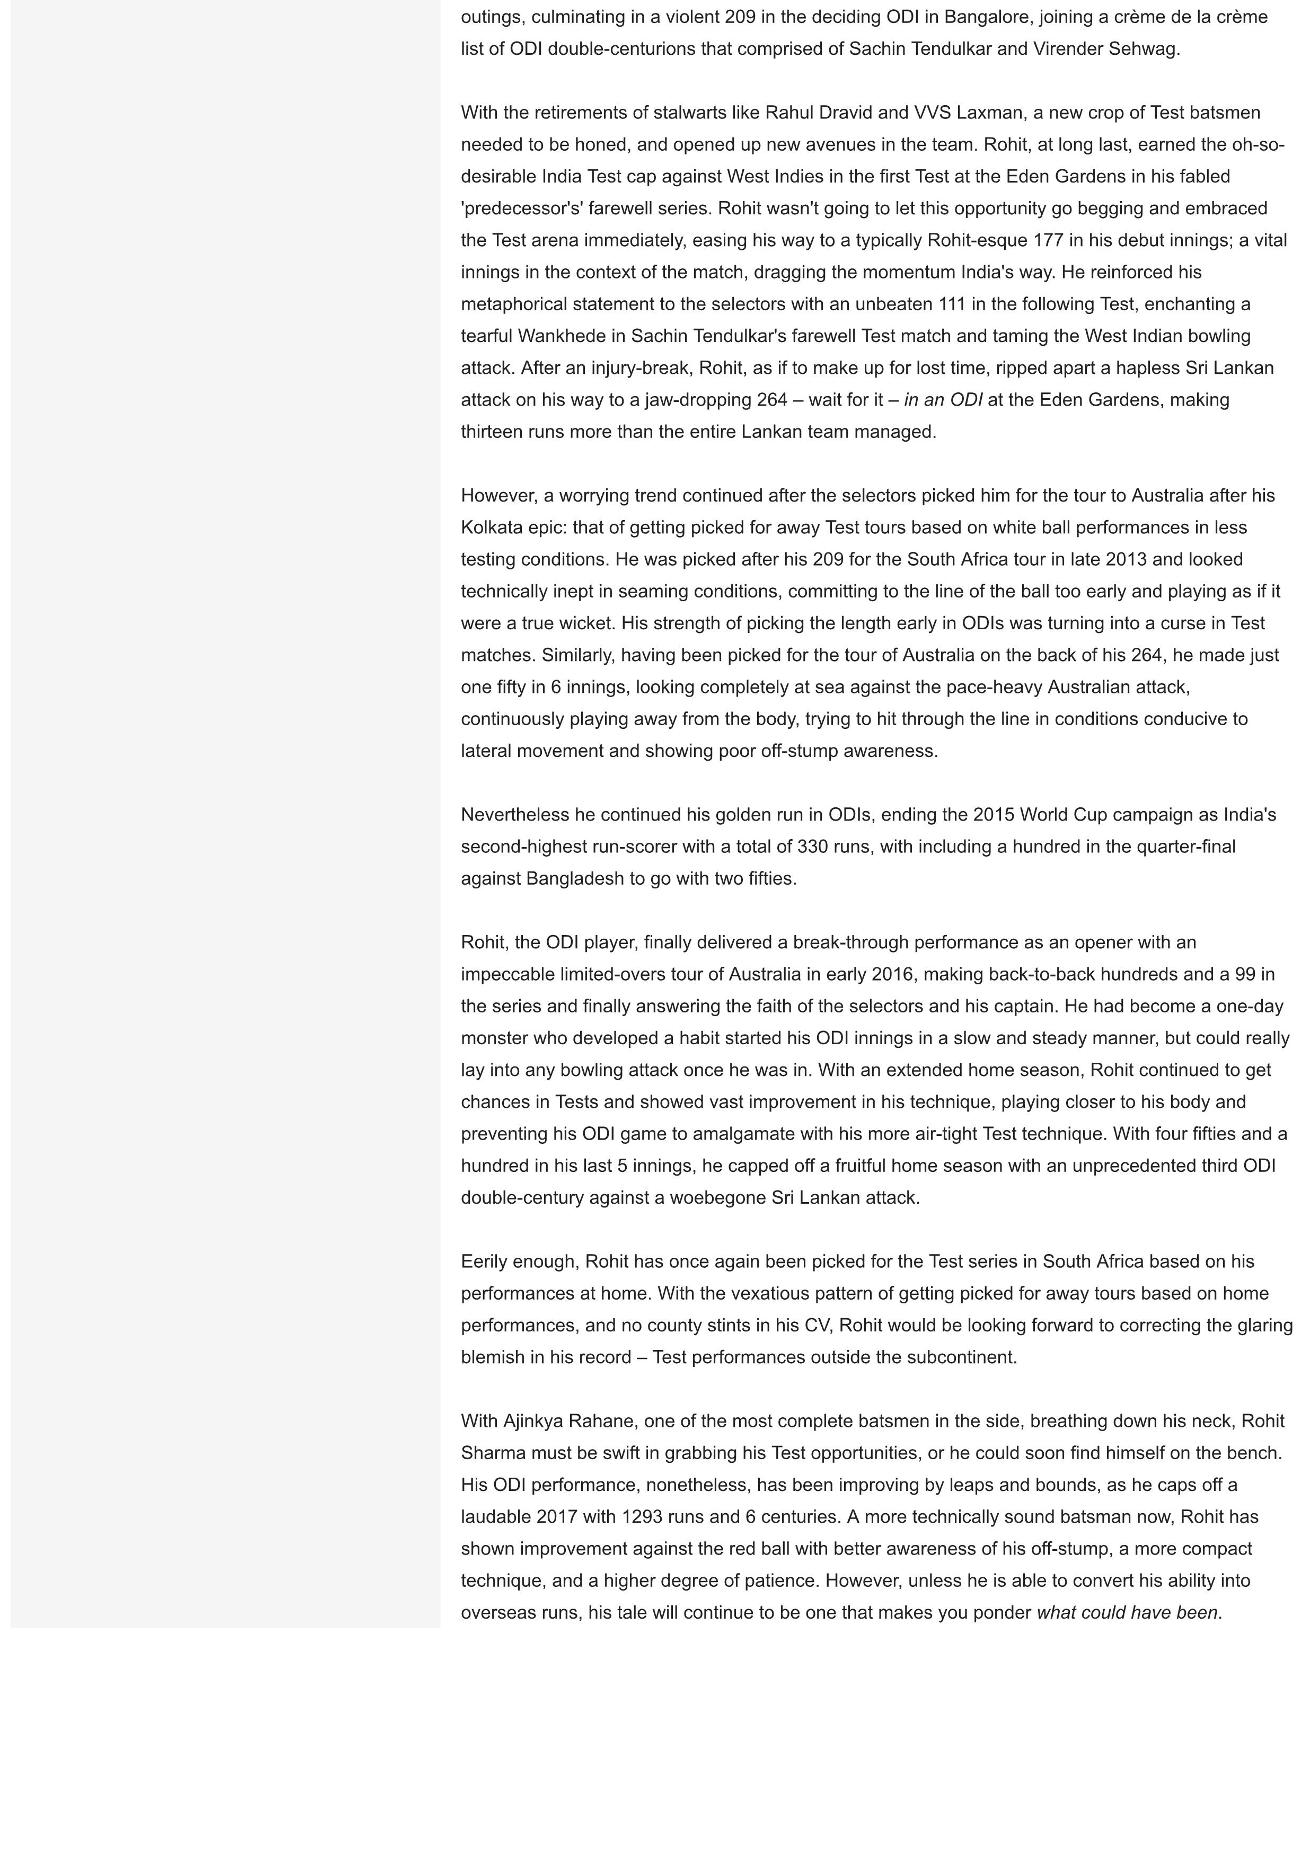 outings, culminating in a violent 209 in the deciding ODI in Bangalore, joining a crème de la crème
list of ODI double-centurions that comprised of Sachin Tendulkar and Virender Sehwag.
With the retirements of stalwarts like Rahul Dravid and VVS Laxman, a new crop of Test batsmen
needed to be honed, and opened up new avenues in the team. Rohit, at long last, earned the oh-so-
desirable India Test cap against West Indies in the first Test at the Eden Gardens in his fabled
'predecessor's' farewell series. Rohit wasn't going to let this opportunity go begging and embraced
the Test arena immediately, easing his way to a typically Rohit-esque 177 in his debut innings; a vital
innings in the context of the match, dragging the momentum India's way. He reinforced his
metaphorical statement to the selectors with an unbeaten 111 in the following Test, enchanting a
tearful Wankhede in Sachin Tendulkar's farewell Test match and taming the West Indian bowling
attack. After an injury-break, Rohit, as if to make up for lost time, ripped apart a hapless Sri Lankan
attack on his way to a jaw-dropping 264 – wait for it – in an ODI at the Eden Gardens, making
thirteen runs more than the entire Lankan team managed.
However, a worrying trend continued after the selectors picked him for the tour to Australia after his
Kolkata epic: that of getting picked for away Test tours based on white ball performances in less
testing conditions. He was picked after his 209 for the South Africa tour in late 2013 and looked
technically inept in seaming conditions, committing to the line of the ball too early and playing as if it
were a true wicket. His strength of picking the length early in ODIs was turning into a curse in Test
matches. Similarly, having been picked for the tour of Australia on the back of his 264, he made just
one fifty in 6 innings, looking completely at sea against the pace-heavy Australian attack,
continuously playing away from the body, trying to hit through the line in conditions conducive to
lateral movement and showing poor off-stump awareness.
Nevertheless he continued his golden run in ODIs, ending the 2015 World Cup campaign as India's
second-highest run-scorer with a total of 330 runs, with including a hundred in the quarter-final
against Bangladesh to go with two fifties.
Rohit, the ODI player, finally delivered a break-through performance as an opener with an
impeccable limited-overs tour of Australia in early 2016, making back-to-back hundreds and a 99 in
the series and finally answering the faith of the selectors and his captain. He had become a one-day
monster who developed a habit started his ODI innings in a slow and steady manner, but could really
lay into any bowling attack once he was in. With an extended home season, Rohit continued to get
chances in Tests and showed vast improvement in his technique, playing closer to his body and
preventing his ODI game to amalgamate with his more air-tight Test technique. With four fifties and a
hundred in his last 5 innings, he capped off a fruitful home season with an unprecedented third ODI
double-century against a woebegone Sri Lankan attack.
Eerily enough, Rohit has once again been picked for the Test series in South Africa based on his
performances at home. With the vexatious pattern of getting picked for away tours based on home
performances, and no county stints in his CV, Rohit would be looking forward to correcting the glaring
blemish in his record – Test performances outside the subcontinent.
With Ajinkya Rahane, one of the most complete batsmen in the side, breathing down his neck, Rohit
Sharma must be swift in grabbing his Test opportunities, or he could soon find himself on the bench.
His ODI performance, nonetheless, has been improving by leaps and bounds, as he caps off a
laudable 2017 with 1293 runs and 6 centuries. A more technically sound batsman now, Rohit has
shown improvement against the red ball with better awareness of his off-stump, a more compact
technique, and a higher degree of patience. However, unless he is able to convert his ability into
overseas runs, his tale will continue to be one that makes you ponder what could have been.